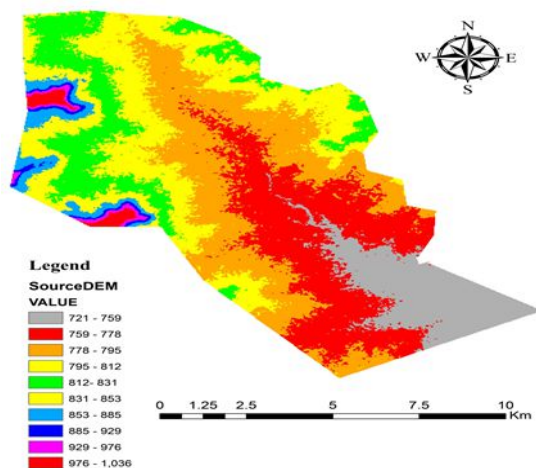 N
W E
S
Legend
SourceDEM
VALUE
721 - 759
759 - 778
778 - 795
795 - 812
812- 831
831 - 853
853 - 885
885 - 929
929 - 976
976 - 1,036
0 1.25 2.5 5 7.5 10
Km